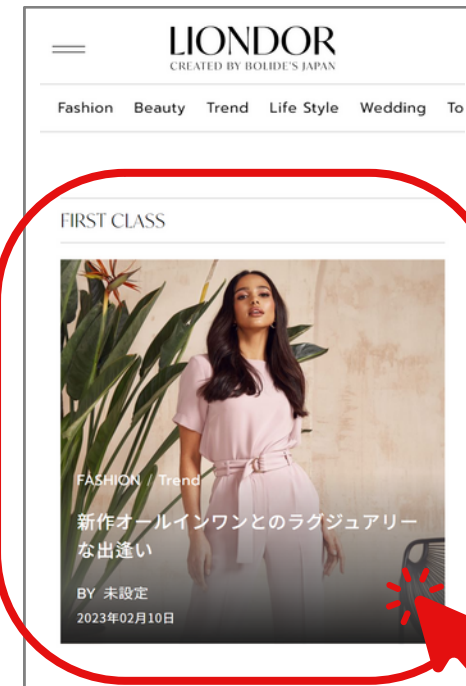 LIONDOR
CREATED BY BOLIDE'S JAPAN
Fashion Beauty Trend Life Style Wedding To
FIRST CLASS
FASHION / Trend
新作オールインワンとのラグジュアリー
な出逢い
BY 未設定
2023年02月10日